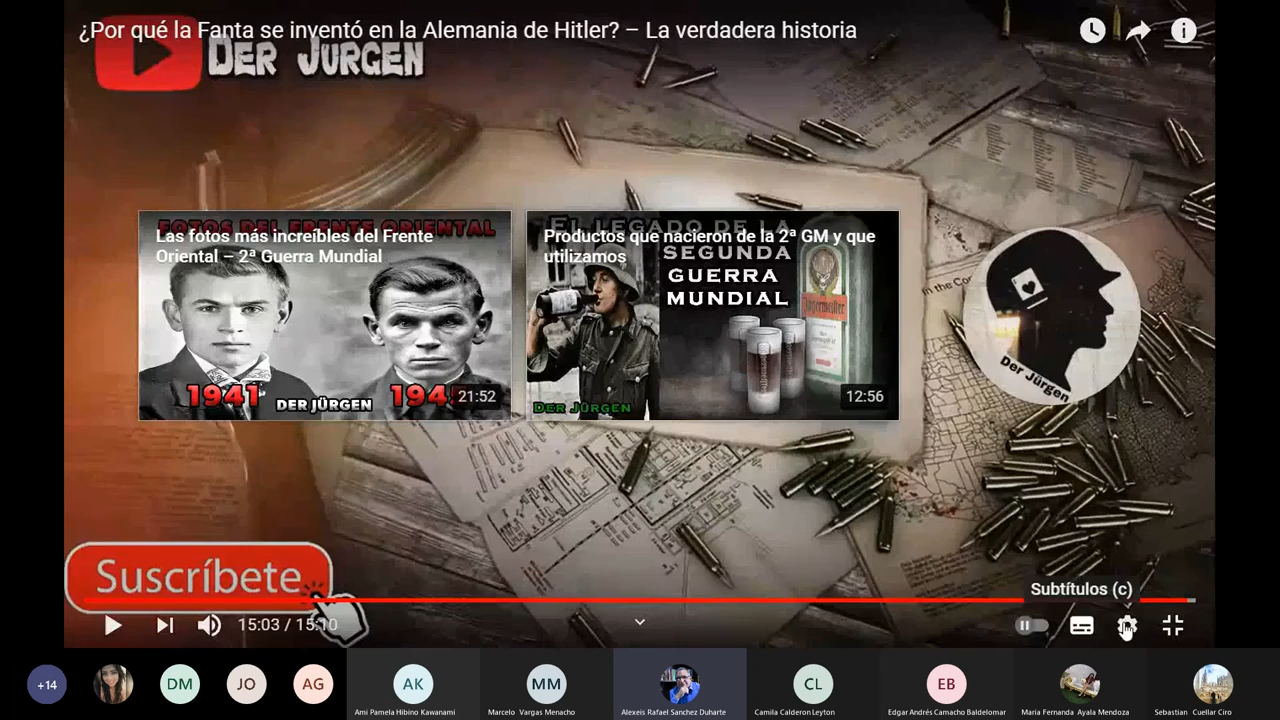 ¿Por qué la Fanta se inventó en la Alemania de Hitler? – La verdadera historia
DER JÜRGEN
FOTOS DEL FRENTE ORIENTAL
Las fotos más increíbles del Frente
Oriental – 2ª Guerra Mundial
1941
DER JÜRGEN
194
21:52
EL LEGADO DE LA
Productos que nacieron de la 2ª GM y que
utilizamos
SEGUNDA
GUERRA
MUNDIAL
Jägermeister
DER JÜRGEN
12:56
In the
Der Jürgen
Suscríbete
Subtítulos (c)
15:03 / 15:10
+14
DM
JO
AG
AK
MM
CL
EB
Ami Pamela Hibino Kawanami
Marcelo Vargas Menacho
Alexeis Rafael Sanchez Duharte
Camila Calderon Leyton
Edgar Andrés Camacho Baldelomar
Maria Fernanda Ayala Mendoza
Sebastian Cuellar Ciro